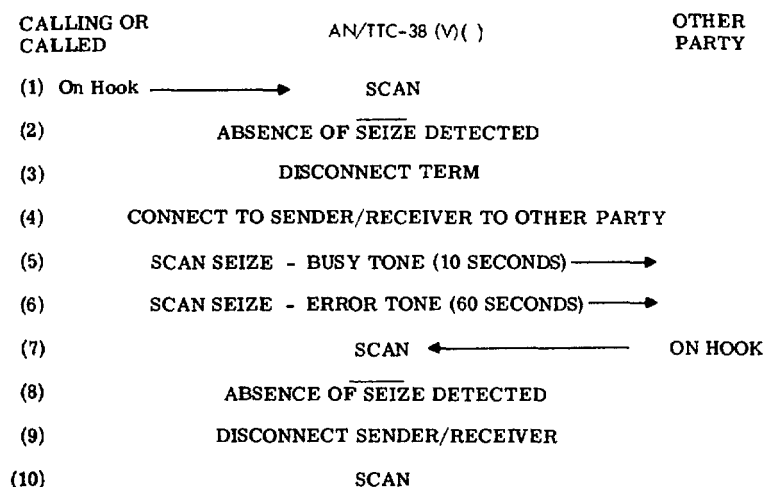 CALLING OR CALLED AN/TTC-38 (V)( ) OTHER PARTY
(1) On Hook SCAN
(2) ABSENCE OF SEIZE DETECTED
(3) DISCONNECT TERM
(4) CONNECT TO SENDER/RECEIVER TO OTHER PARTY
(5) SCAN SEIZE - BUSY TONE (10 SECONDS)
(6) SCAN SEIZE - ERROR TONE (60 SECONDS)
(7) SCAN ON HOOK
(8) ABSENCE OF SEIZE DETECTED
(9) DISCONNECT SENDER/RECEIVER
(10) SCAN